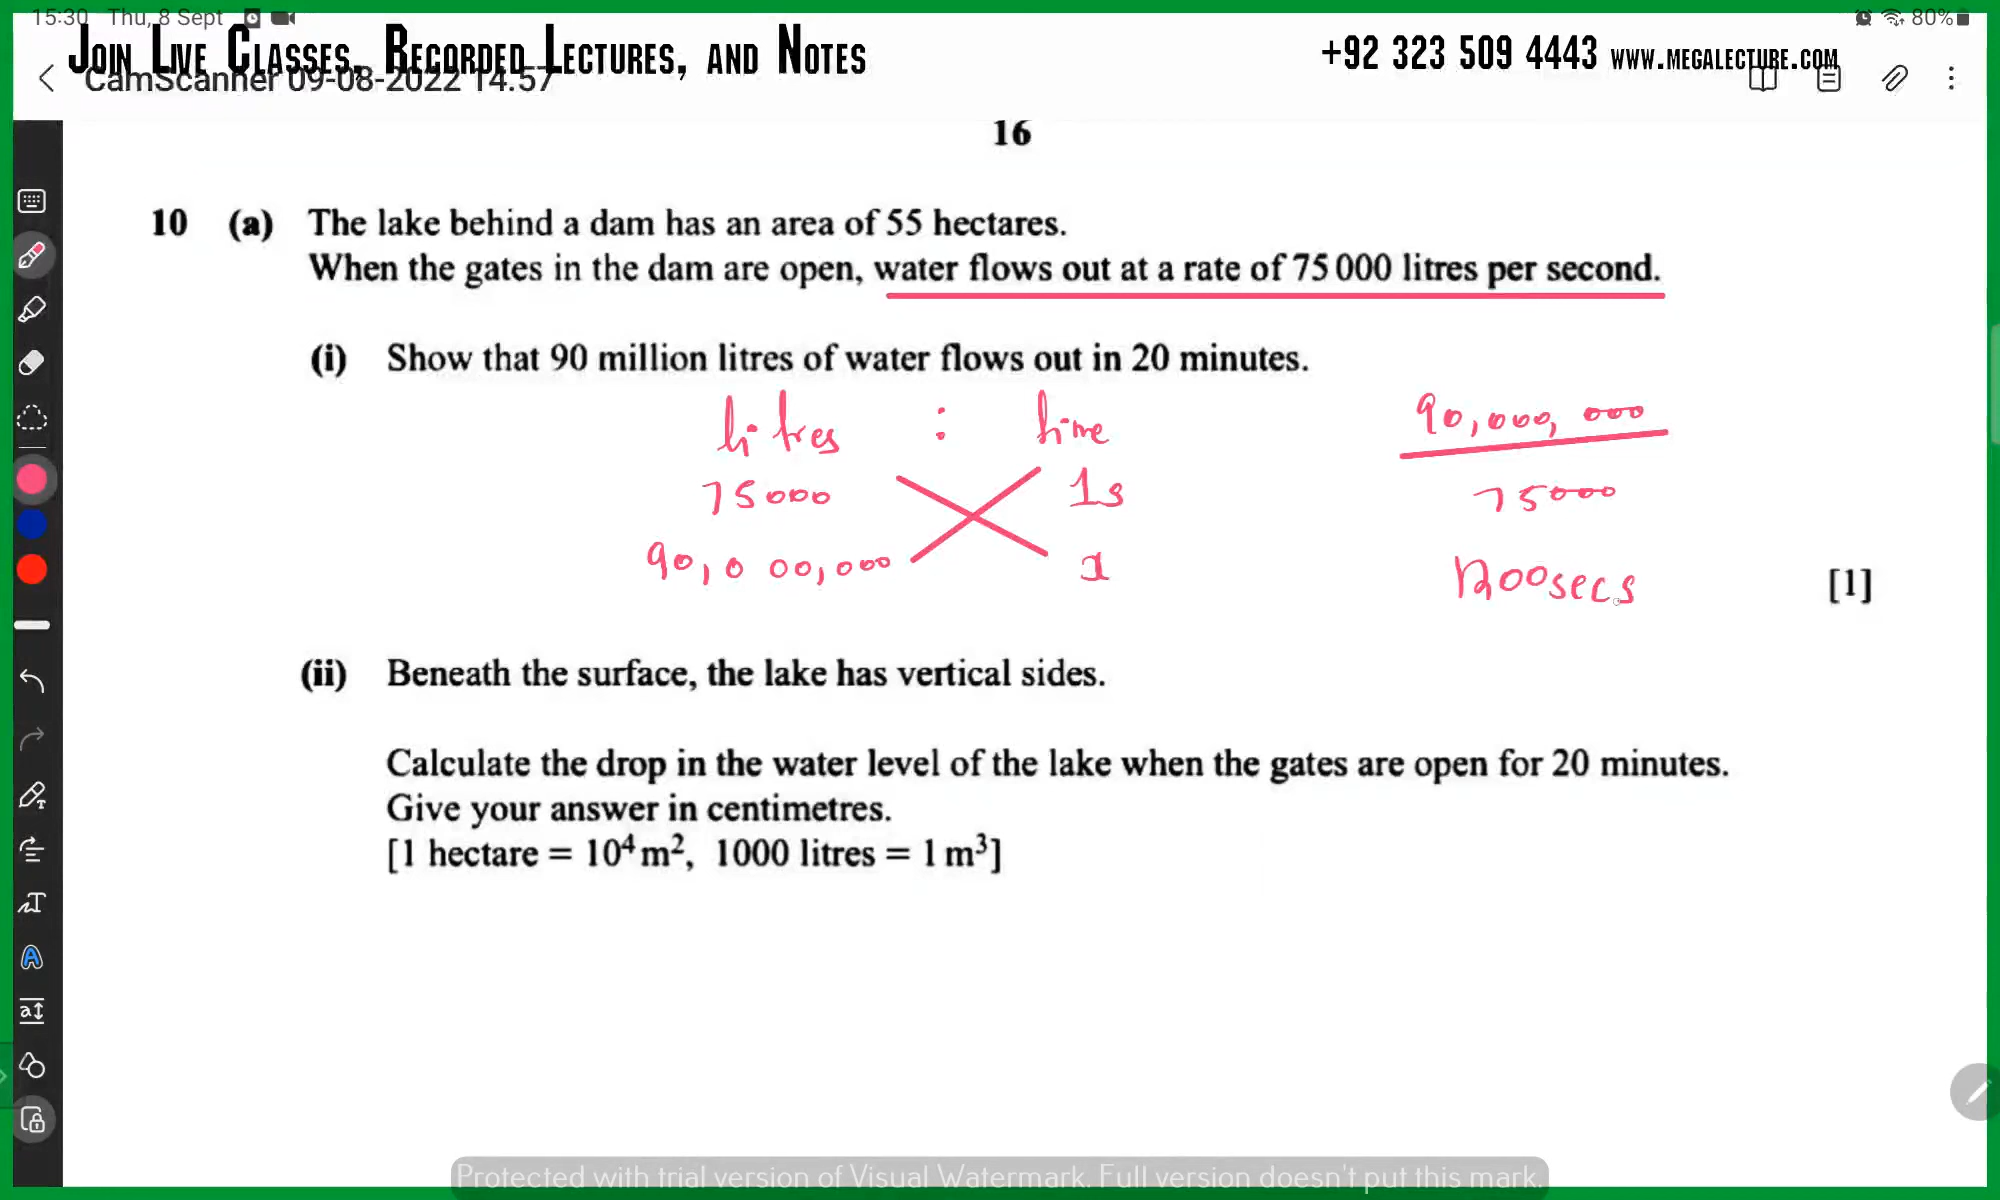 15:30 Thu, 8 Sept 80%
Join Live Classes, Recorded Lectures, and Notes +92 323 509 4443 www.megalecture.com
CamScanner 09-08-2022 14.57
16
10 (a) The lake behind a dam has an area of 55 hectares.
When the gates in the dam are open, water flows out at a rate of 75 000 litres per second.
(i) Show that 90 million litres of water flows out in 20 minutes.
litres : time
75000 1s
90,000,000 x
90,000,000
75000
1200secs
[1]
(ii) Beneath the surface, the lake has vertical sides.
Calculate the drop in the water level of the lake when the gates are open for 20 minutes.
Give your answer in centimetres.
[1 hectare = 10⁴ m², 1000 litres = 1 m³]
Protected with trial version of Visual Watermark. Full version doesn't put this mark.